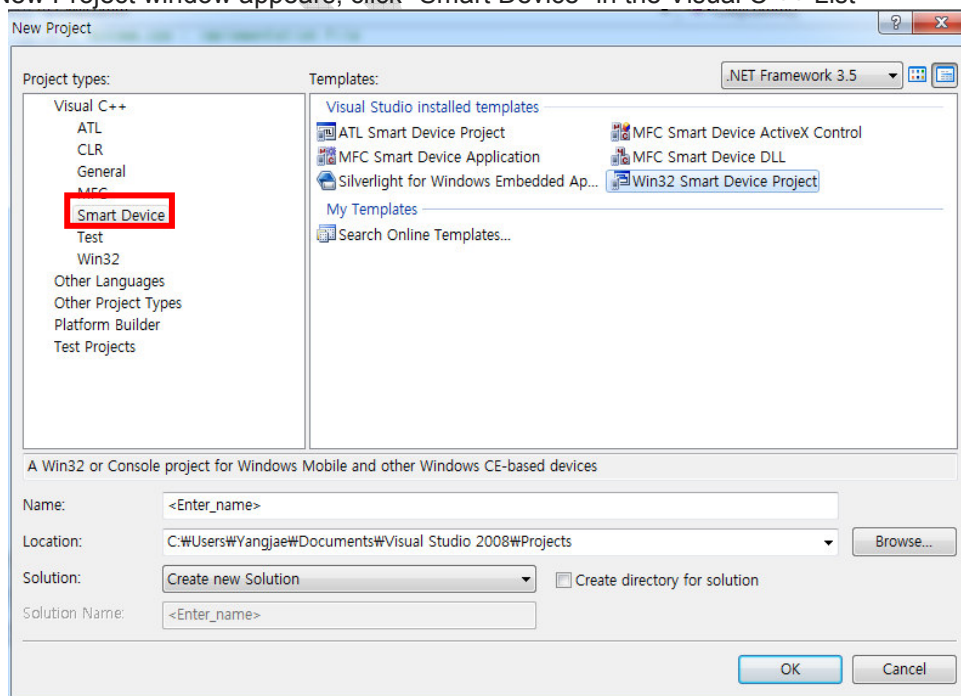 New Project window appears, click "Smart Device" in the Visual C++ List
New Project
Project types:
Templates:
.NET Framework 3.5
Visual C++
ATL
CLR
General
MFC
Smart Device
Test
Win32
Other Languages
Other Project Types
Platform Builder
Test Projects
Visual Studio installed templates
ATL Smart Device Project
MFC Smart Device ActiveX Control
MFC Smart Device Application
MFC Smart Device DLL
Silverlight for Windows Embedded Ap...
Win32 Smart Device Project
My Templates
Search Online Templates...
A Win32 or Console project for Windows Mobile and other Windows CE-based devices
Name:
<Enter_name>
Location:
C:₩Users₩Yangjae₩Documents₩Visual Studio 2008₩Projects
Browse...
Solution:
Create new Solution
Create directory for solution
Solution Name:
<Enter_name>
OK
Cancel